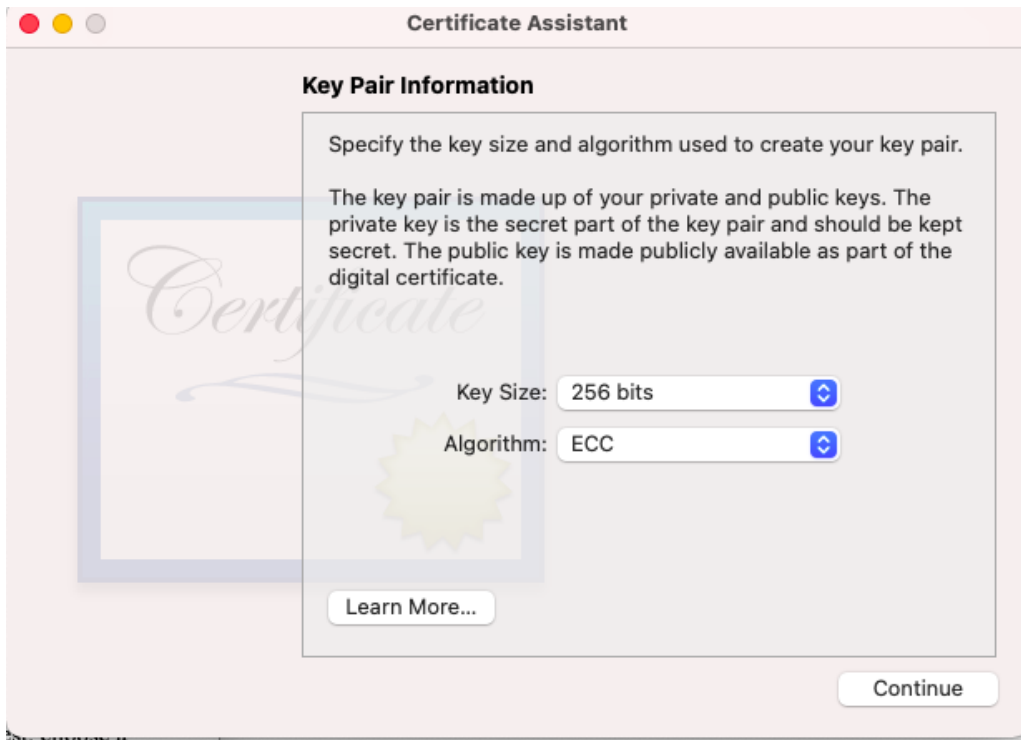 Certificate Assistant
Key Pair Information
Specify the key size and algorithm used to create your key pair.
The key pair is made up of your private and public keys. The
private key is the secret part of the key pair and should be kept
secret. The public key is made publicly available as part of the
digital certificate.
Certificate
Key Size: 256 bits
Algorithm: ECC
Learn More...
Continue